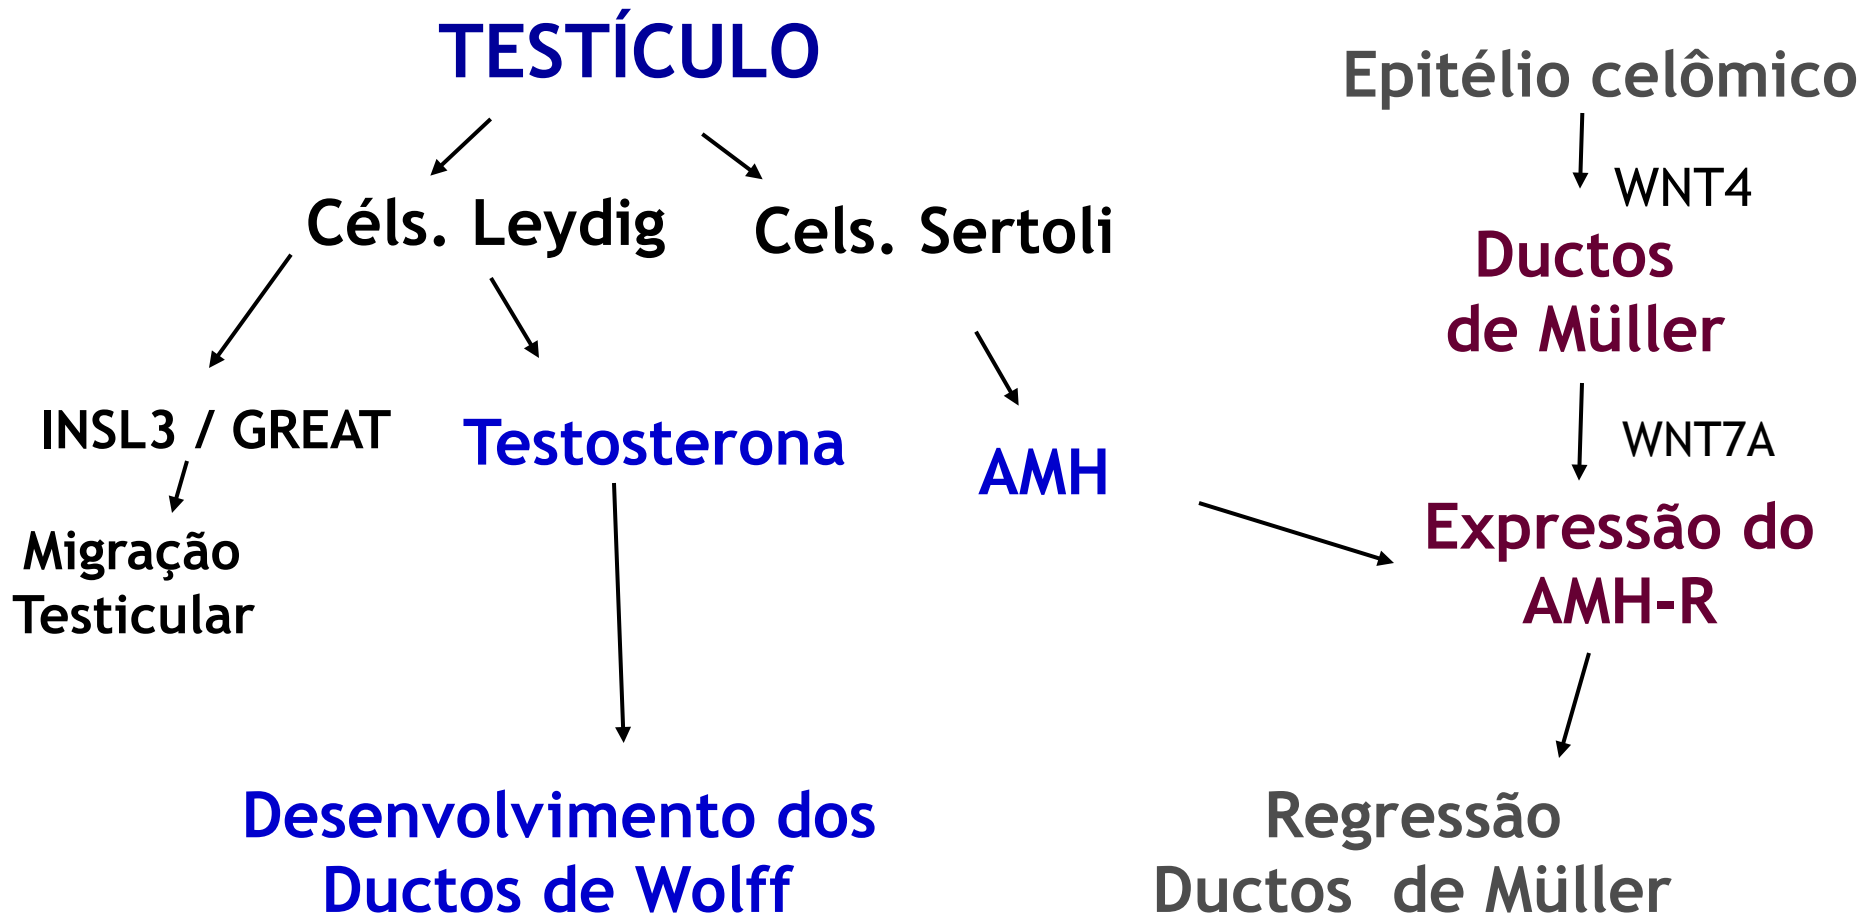 TESTÍCULO
Epitélio celômico
WNT4
Céls. Leydig
Cels. Sertoli
Ductos
de Müller
INSL3 / GREAT
Testosterona
AMH
WNT7A
Expressão do
AMH-R
Migração
Testicular
Desenvolvimento dos
Ductos de Wolff
Regressão
Ductos de Müller